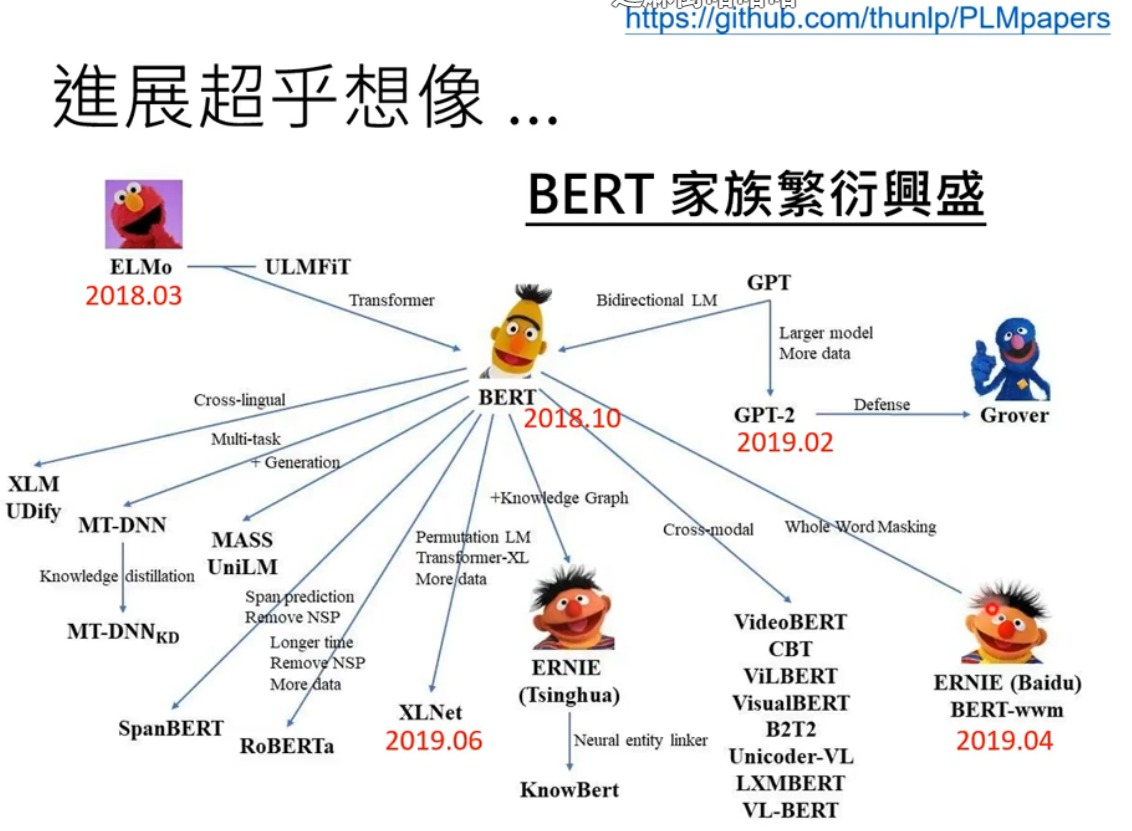 https://github.com/thunlp/PLMpapers
進展超乎想像 ...
BERT 家族繁衍興盛
ELMo
2018.03
ULMFiT
Transformer
Bidirectional LM
GPT
Larger model
More data
BERT
2018.10
GPT-2
2019.02
Defense
Grover
Cross-lingual
Multi-task
+ Generation
XLM
UDify
MT-DNN
MASS
UniLM
+Knowledge Graph
Cross-modal
Whole Word Masking
Permutation LM
Transformer-XL
More data
Knowledge distillation
MT-DNNKD
Span prediction
Remove NSP
Longer time
Remove NSP
More data
SpanBERT
RoBERTa
XLNet
2019.06
ERNIE
(Tsinghua)
Neural entity linker
KnowBert
VideoBERT
CBT
ViLBERT
VisualBERT
B2T2
Unicoder-VL
LXMBERT
VL-BERT
ERNIE (Baidu)
BERT-wwm
2019.04